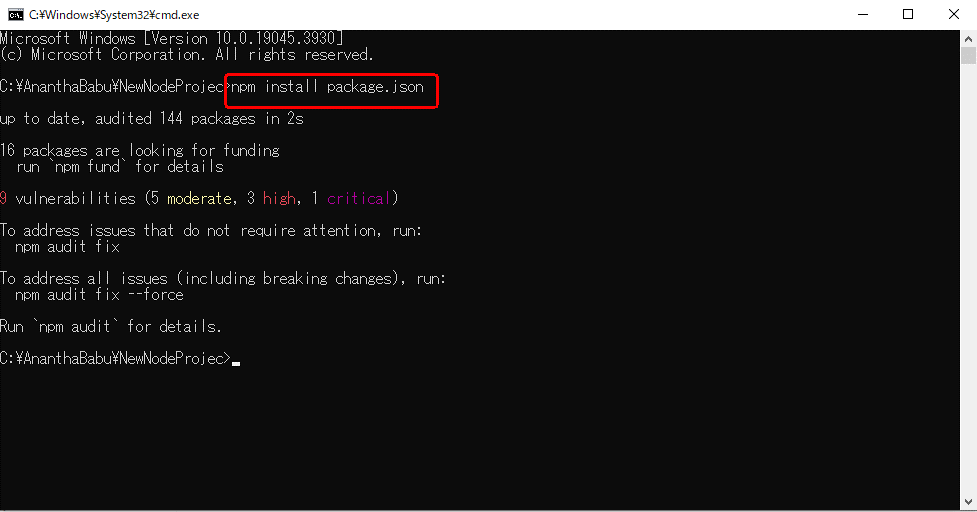 C:\Windows\System32\cmd.exe
Microsoft Windows [Version 10.0.19045.3930]
(c) Microsoft Corporation. All rights reserved.
C:¥AnanthaBabu¥NewNodeProjec>npm install package.json
up to date, audited 144 packages in 2s
16 packages are looking for funding
  run `npm fund` for details
9 vulnerabilities (5 moderate, 3 high, 1 critical)
To address issues that do not require attention, run:
  npm audit fix
To address all issues (including breaking changes), run:
  npm audit fix --force
Run `npm audit` for details.
C:¥AnanthaBabu¥NewNodeProjec>